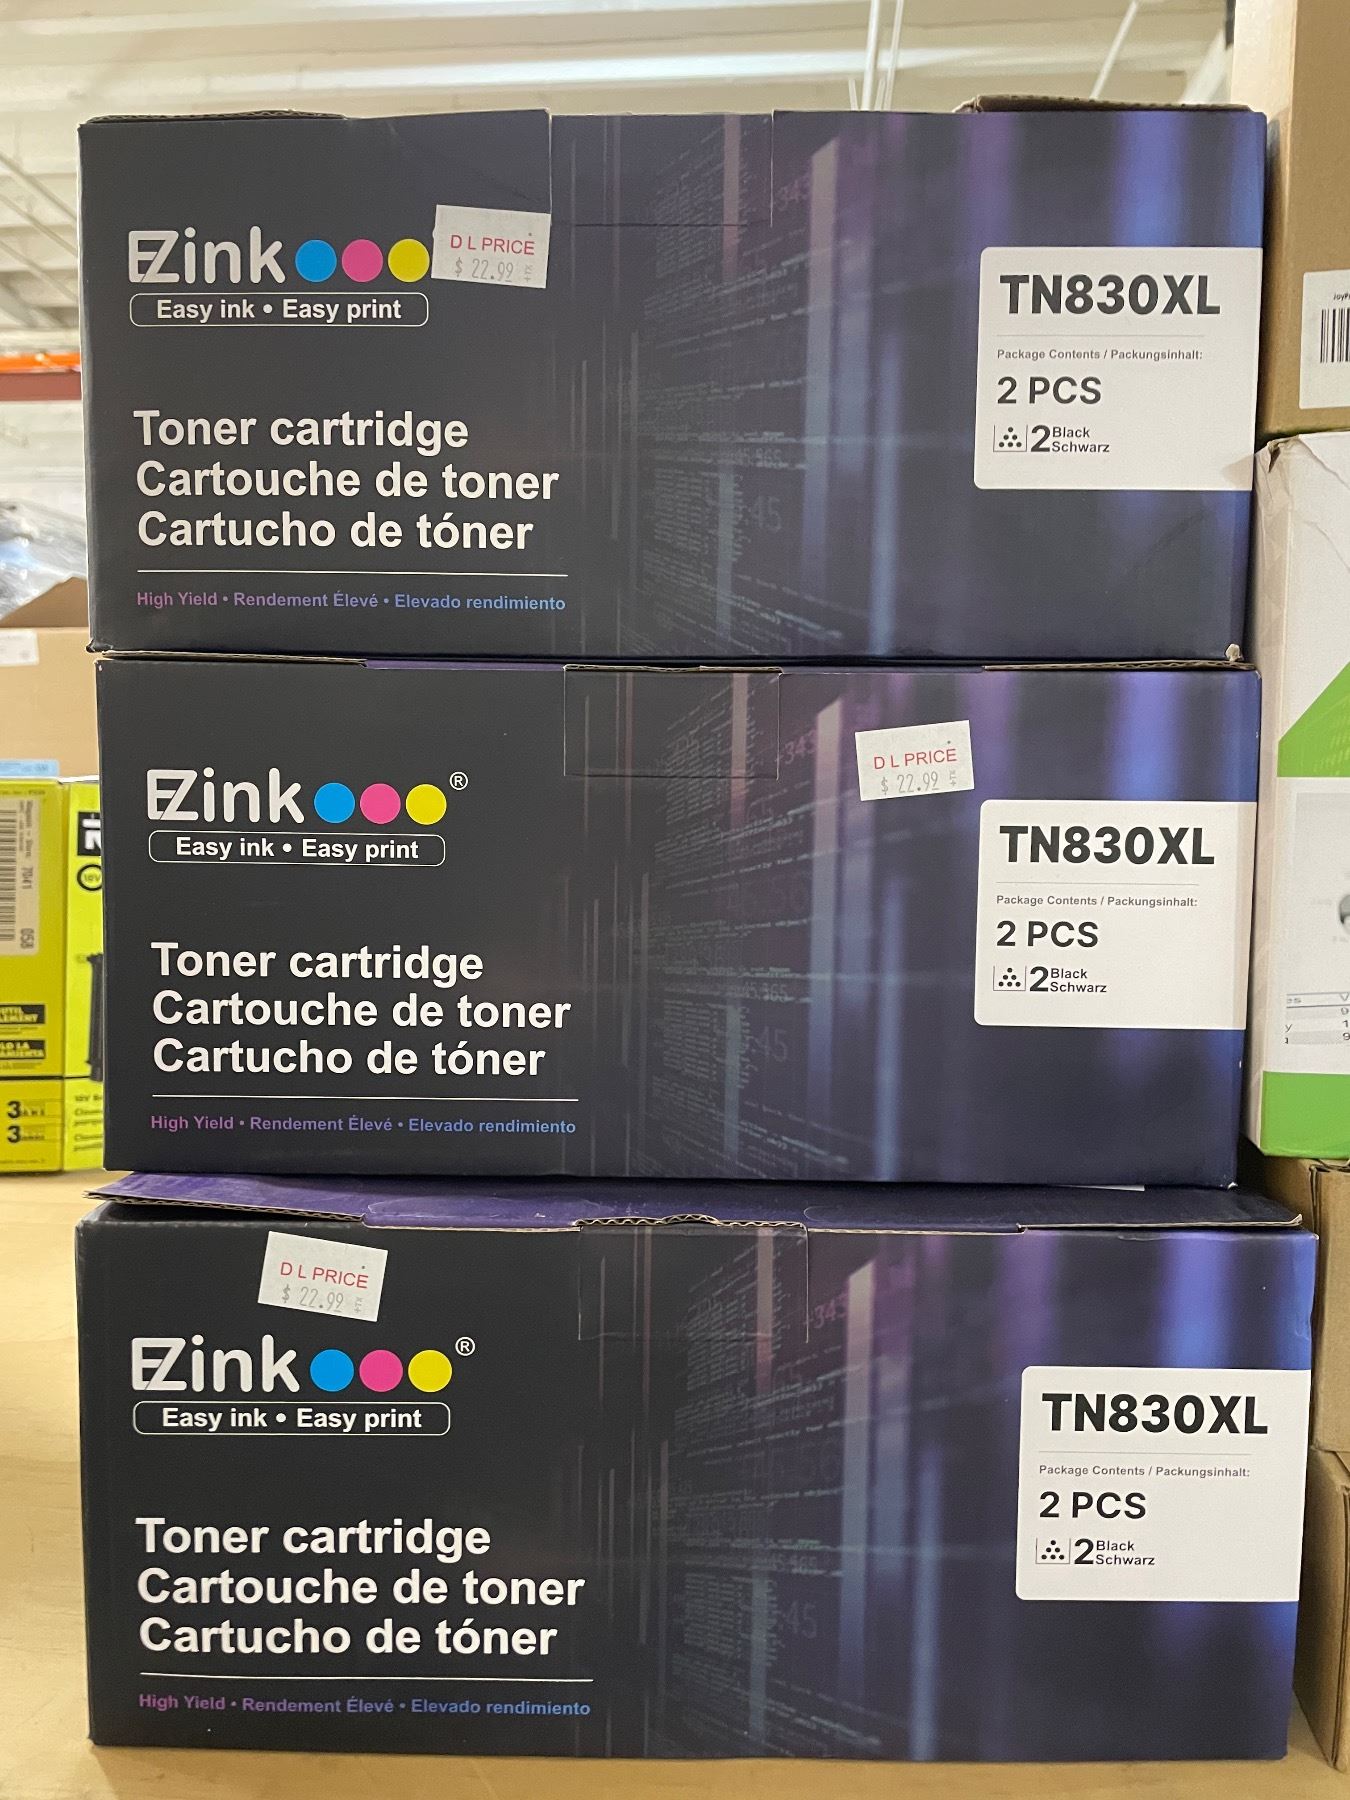 EZink
D L PRICE
$ 22.99
Easy ink • Easy print
TN830XL
Package Contents / Packungsinhalt:
2 PCS
2 Black
Schwarz
Toner cartridge
Cartouche de toner
Cartucho de tóner
High Yield • Rendement Élevé • Elevado rendimiento
EZink®
Easy ink • Easy print
D L PRICE
$ 22.99
TN830XL
Package Contents / Packungsinhalt:
2 PCS
2 Black
Schwarz
Toner cartridge
Cartouche de toner
Cartucho de tóner
High Yield • Rendement Élevé • Elevado rendimiento
D L PRICE
$ 22.99
EZink®
Easy ink • Easy print
TN830XL
Package Contents / Packungsinhalt:
2 PCS
2 Black
Schwarz
Toner cartridge
Cartouche de toner
Cartucho de tóner
High Yield • Rendement Élevé • Elevado rendimiento
7041
058
3
3